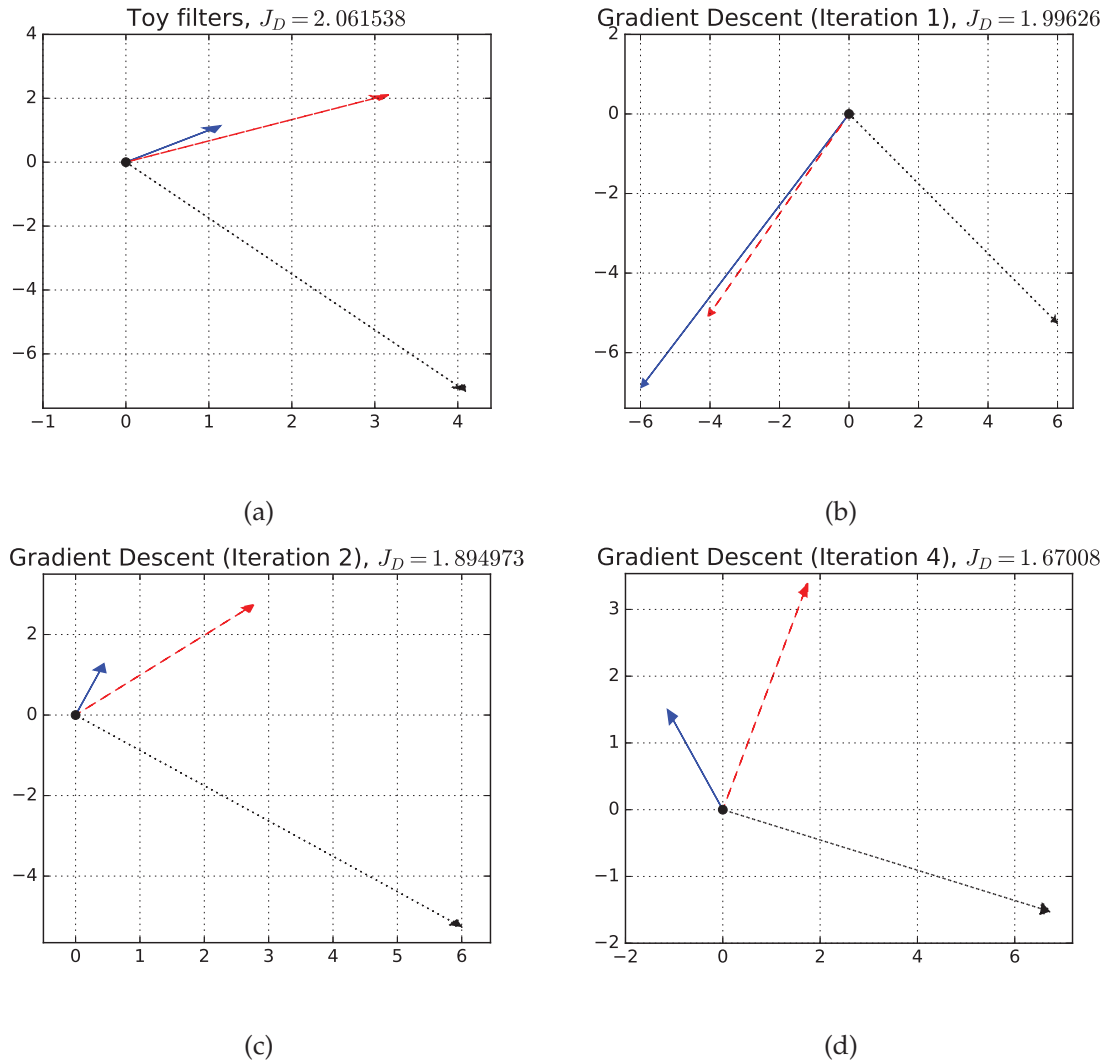 Toy filters, J_D = 2.061538
4
2
0
−2
−4
−6
−1 0 1 2 3 4
(a)
Gradient Descent (Iteration 1), J_D = 1.99626
2
0
−2
−4
−6
−6 −4 −2 0 2 4 6
(b)
Gradient Descent (Iteration 2), J_D = 1.894973
2
0
−2
−4
0 1 2 3 4 5 6
(c)
Gradient Descent (Iteration 4), J_D = 1.67008
3
2
1
0
−1
−2
−2 0 2 4 6
(d)